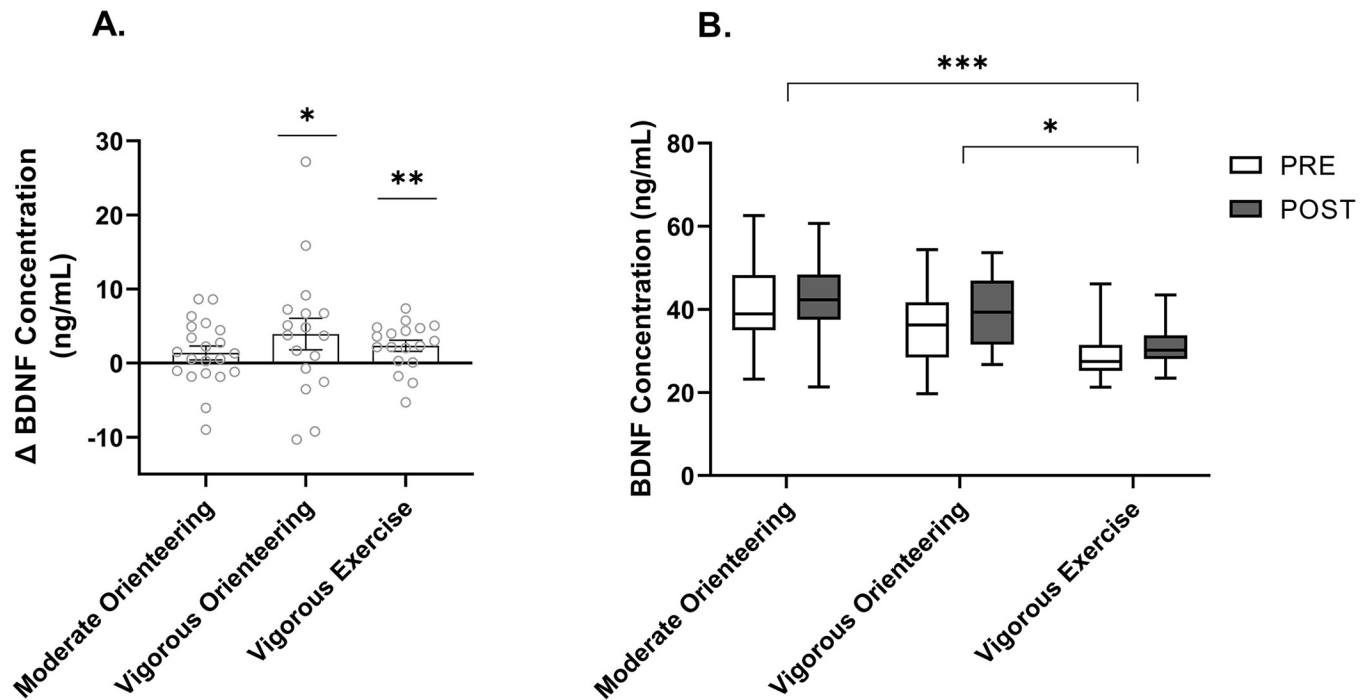 A.
Δ BDNF Concentration
(ng/mL)
30
20
10
0
-10
*
**
Moderate Orienteering
Vigorous Orienteering
Vigorous Exercise
B.
BDNF Concentration (ng/mL)
80
60
40
20
0
***
*
PRE
POST
Moderate Orienteering
Vigorous Orienteering
Vigorous Exercise